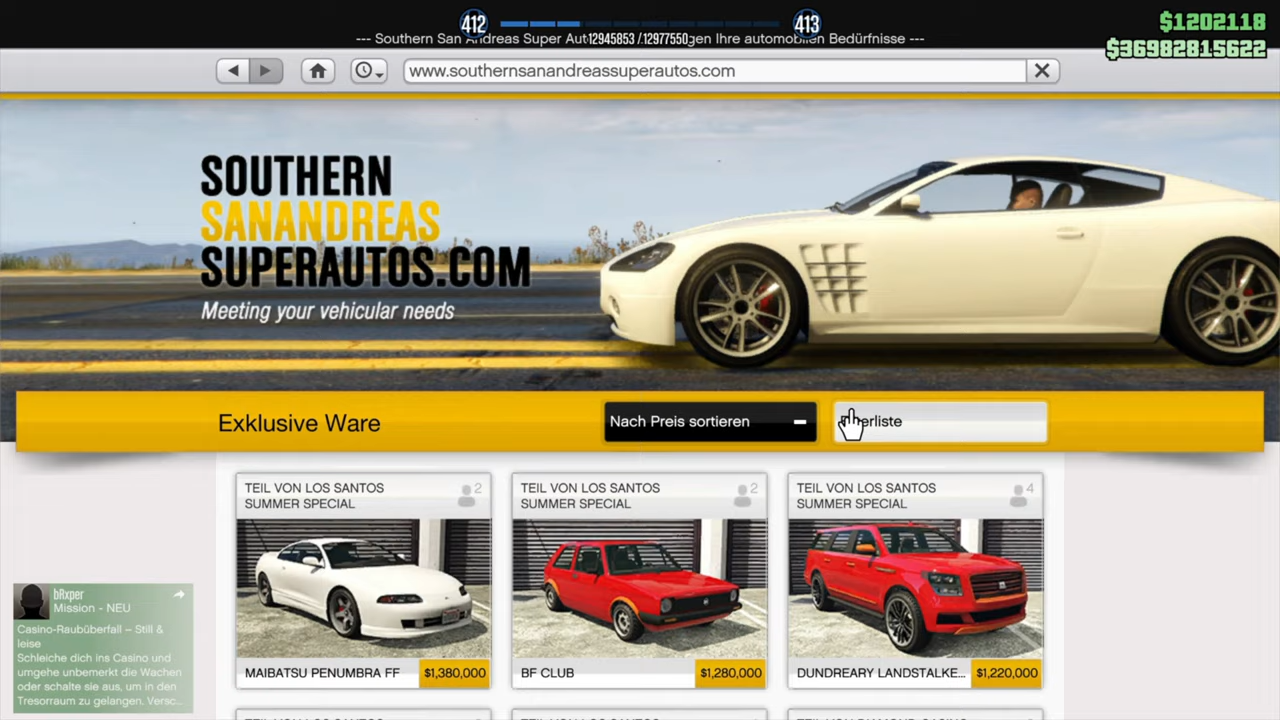 412
413
--- Southern San Andreas Super Aut 12945853 / 12977550 gen Ihre automobilen Bedürfnisse ---
$1202118
$36982815622
www.southernsanandreassuperautos.com
SOUTHERN
SANANDREAS
SUPERAUTOS.COM
Meeting your vehicular needs
Exklusive Ware
Nach Preis sortieren
erliste
TEIL VON LOS SANTOS
SUMMER SPECIAL
2
MAIBATSU PENUMBRA FF
$1,380,000
TEIL VON LOS SANTOS
SUMMER SPECIAL
2
BF CLUB
$1,280,000
TEIL VON LOS SANTOS
SUMMER SPECIAL
4
DUNDREARY LANDSTALKE...
$1,220,000
bRxper
Mission - NEU
Casino-Raubüberfall – Still &
leise
Schleiche dich ins Casino und
umgehe unbemerkt die Wachen
oder schalte sie aus, um in den
Tresorraum zu gelangen. Versc...